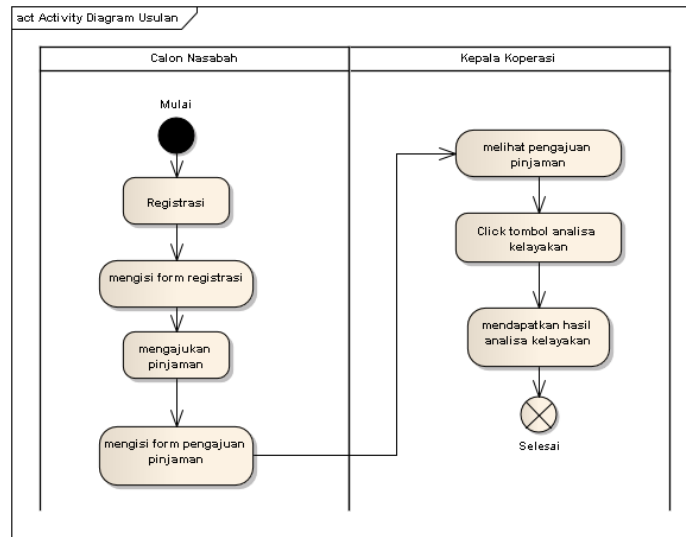 act Activity Diagram Usulan
Calon Nasabah
Kepala Koperasi
Mulai
Registrasi
mengisi form registrasi
mengajukan
pinjaman
mengisi form pengajuan
pinjaman
melihat pengajuan
pinjaman
Click tombol analisa
kelayakan
mendapatkan hasil
analisa kelayakan
Selesai